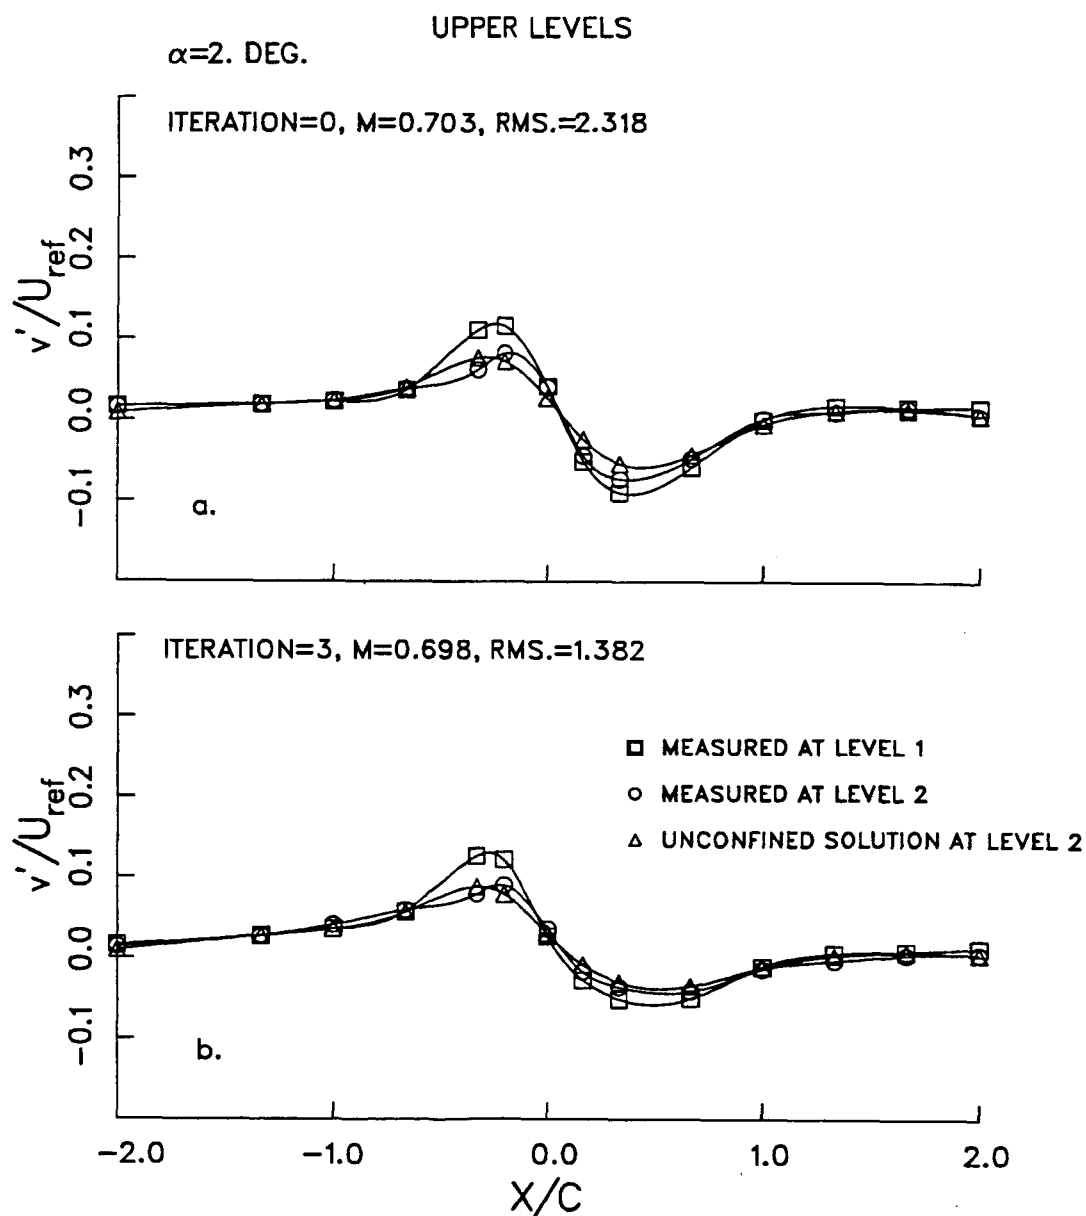 UPPER LEVELS
α=2. DEG.
ITERATION=0, M=0.703, RMS.=2.318
0.3
0.2
0.1
0.0
-0.1
v'/U_ref
a.
ITERATION=3, M=0.698, RMS.=1.382
0.3
0.2
0.1
0.0
-0.1
v'/U_ref
MEASURED AT LEVEL 1
MEASURED AT LEVEL 2
UNCONFINED SOLUTION AT LEVEL 2
b.
-2.0 -1.0 0.0 1.0 2.0
X/C